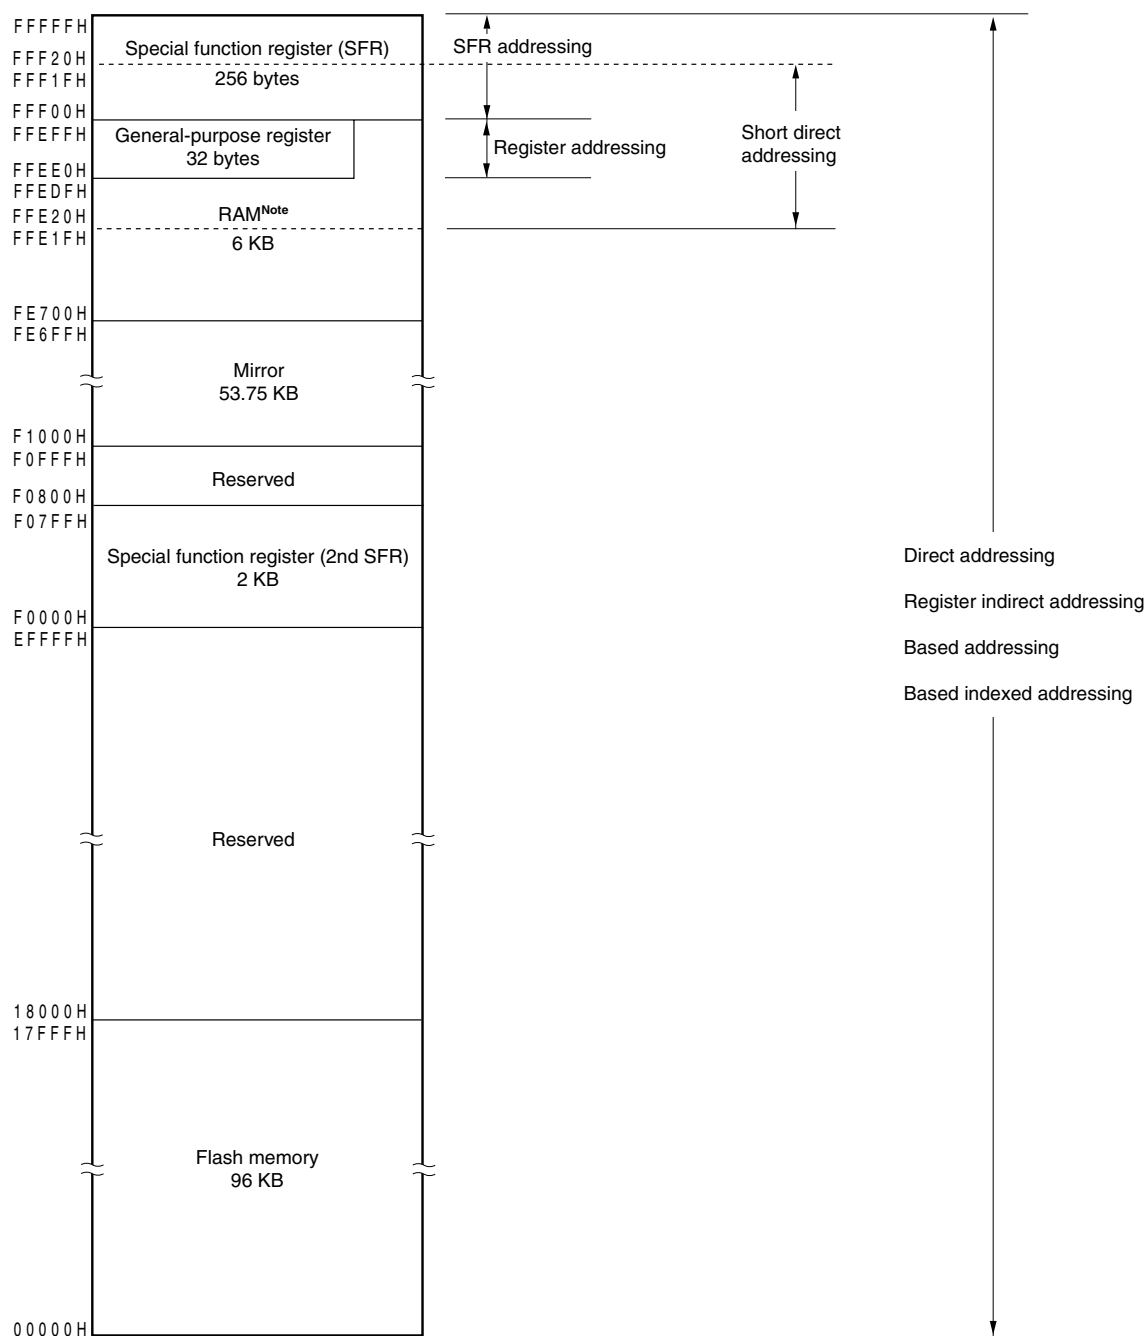 FFFFFH
Special function register (SFR)
256 bytes
SFR addressing
FFF20H
FFF1FH
FFF00H
FFEFFH
General-purpose register
32 bytes
Register addressing
Short direct
addressing
FFEE0H
FFEDFH
FFE20H
RAMNote
6 KB
FFE1FH
FE700H
FE6FFH
Mirror
53.75 KB
F1000H
F0FFFH
Reserved
F0800H
F07FFH
Special function register (2nd SFR)
2 KB
F0000H
EFFFFH
Direct addressing
Register indirect addressing
Based addressing
Based indexed addressing
Reserved
18000H
17FFFH
Flash memory
96 KB
00000H